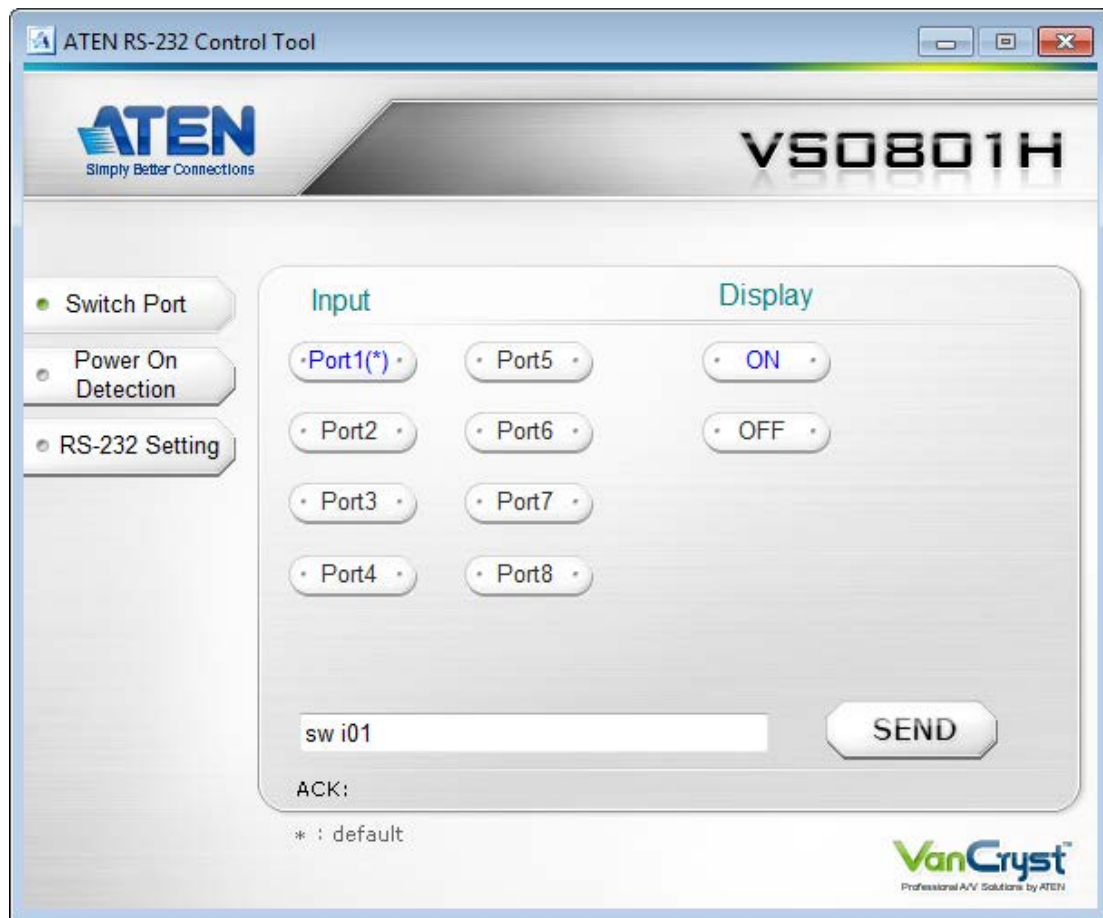 ATEN RS-232 Control Tool
ATEN
Simply Better Connections
VS0801H
Switch Port
Power On
Detection
RS-232 Setting
Input
Display
Port1(*)
Port5
ON
Port2
Port6
OFF
Port3
Port7
Port4
Port8
sw i01
SEND
ACK:
* : default
VanCryst™
Professional A/V Solutions by ATEN